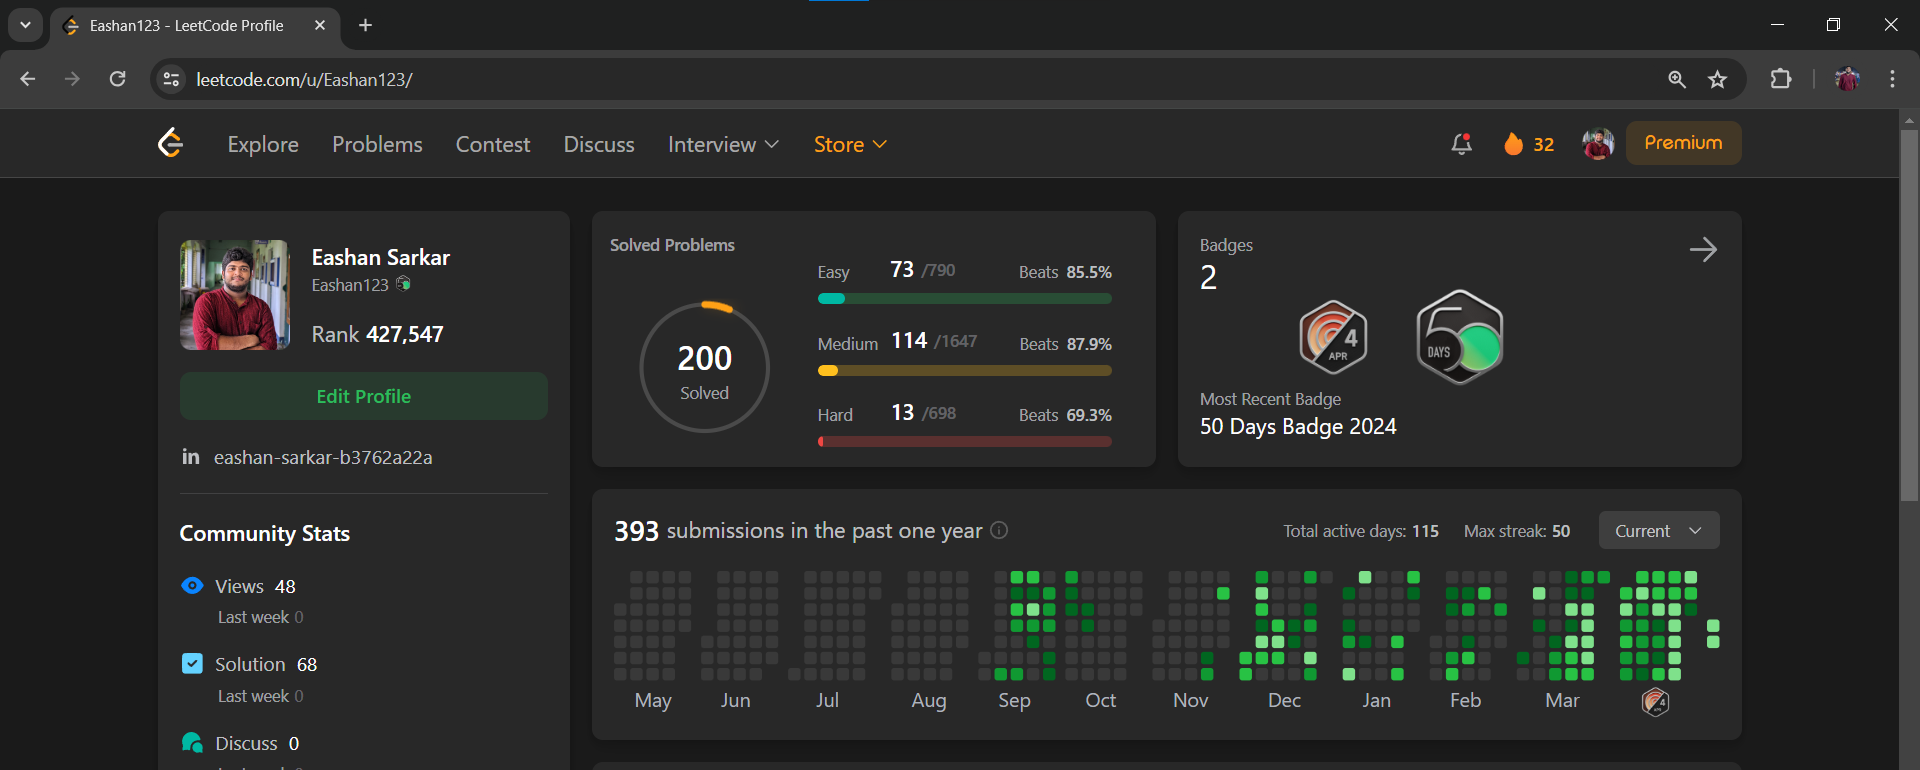 Eashan123 - LeetCode Profile
leetcode.com/u/Eashan123/
Explore
Problems
Contest
Discuss
Interview
Store
32
Premium
Eashan Sarkar
Eashan123
Rank 427,547
Edit Profile
in eashan-sarkar-b3762a22a
Community Stats
Views 48
Last week 0
Solution 68
Last week 0
Discuss 0
Solved Problems
200
Solved
Easy 73 /790 Beats 85.5%
Medium 114 /1647 Beats 87.9%
Hard 13 /698 Beats 69.3%
Badges
2
4
APR
50
DAYS
Most Recent Badge
50 Days Badge 2024
393 submissions in the past one year
Total active days: 115
Max streak: 50
Current
May Jun Jul Aug Sep Oct Nov Dec Jan Feb Mar